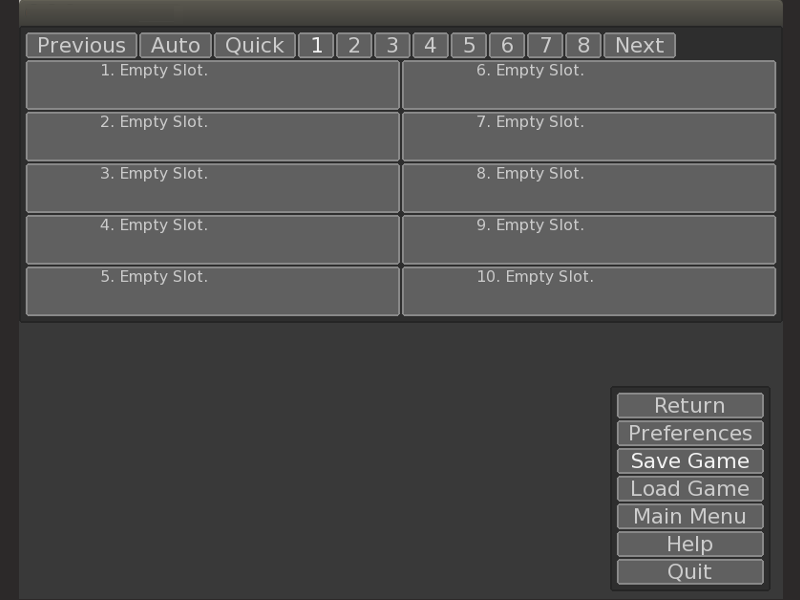 Previous Auto Quick 1 2 3 4 5 6 7 8 Next
1. Empty Slot.
2. Empty Slot.
3. Empty Slot.
4. Empty Slot.
5. Empty Slot.
6. Empty Slot.
7. Empty Slot.
8. Empty Slot.
9. Empty Slot.
10. Empty Slot.
Return
Preferences
Save Game
Load Game
Main Menu
Help
Quit